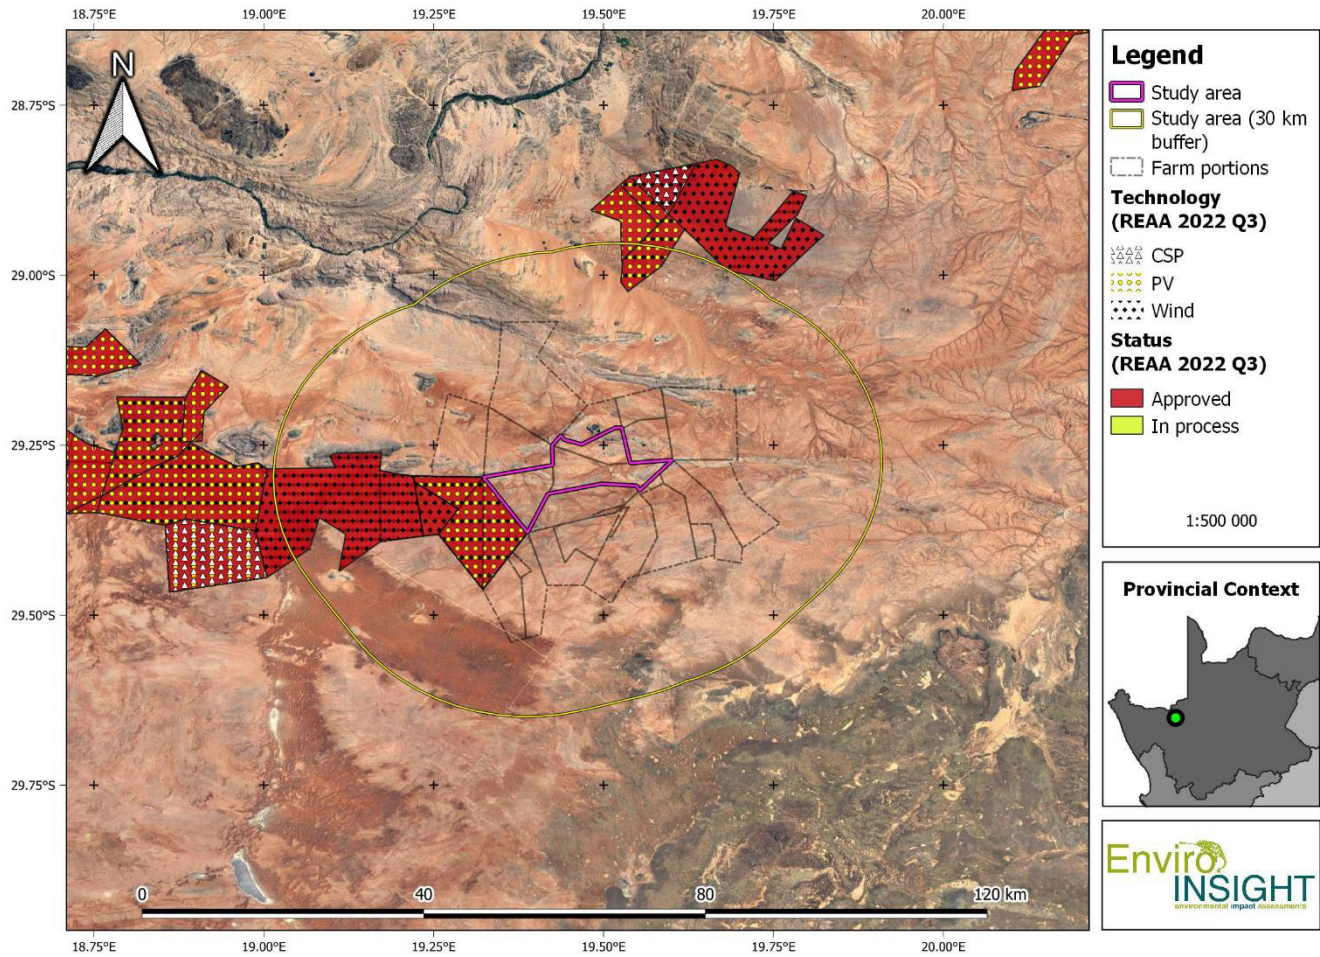 18.75°E 19.00°E 19.25°E 19.50°E 19.75°E 20.00°E
N
28.75°S
29.00°S
29.25°S
29.50°S
29.75°S
0 40 80 120 km
18.75°E 19.00°E 19.25°E 19.50°E 19.75°E 20.00°E
Legend
Study area
Study area (30 km
buffer)
Farm portions
Technology
(REAA 2022 Q3)
CSP
PV
Wind
Status
(REAA 2022 Q3)
Approved
In process
1:500 000
Provincial Context
Enviro
INSIGHT
environmental impact assessments